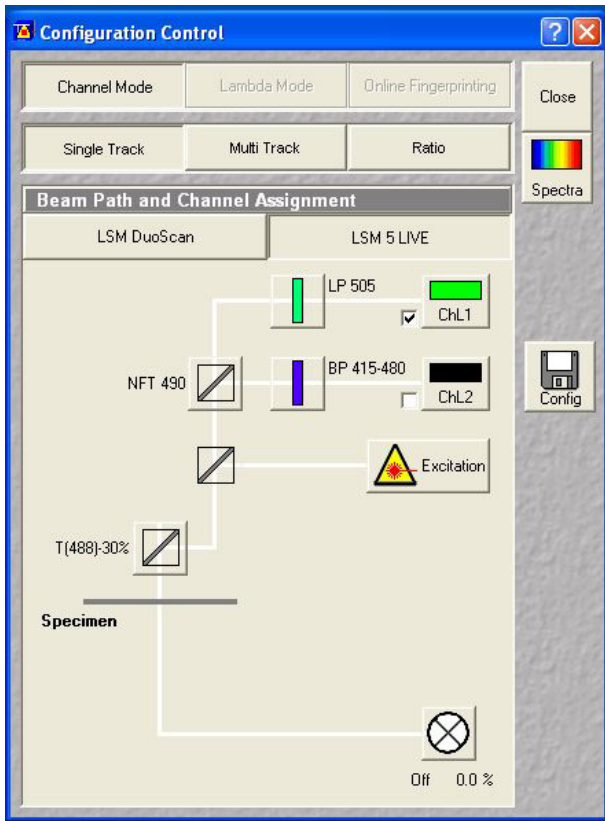 Configuration Control
Channel Mode
Lambda Mode
Online Fingerprinting
Close
Single Track
Multi Track
Ratio
Spectra
Beam Path and Channel Assignment
LSM DuoScan
LSM 5 LIVE
LP 505
ChL1
NFT 490
BP 415-480
ChL2
Config
Excitation
T(488)-30%
Specimen
Off 0.0 %